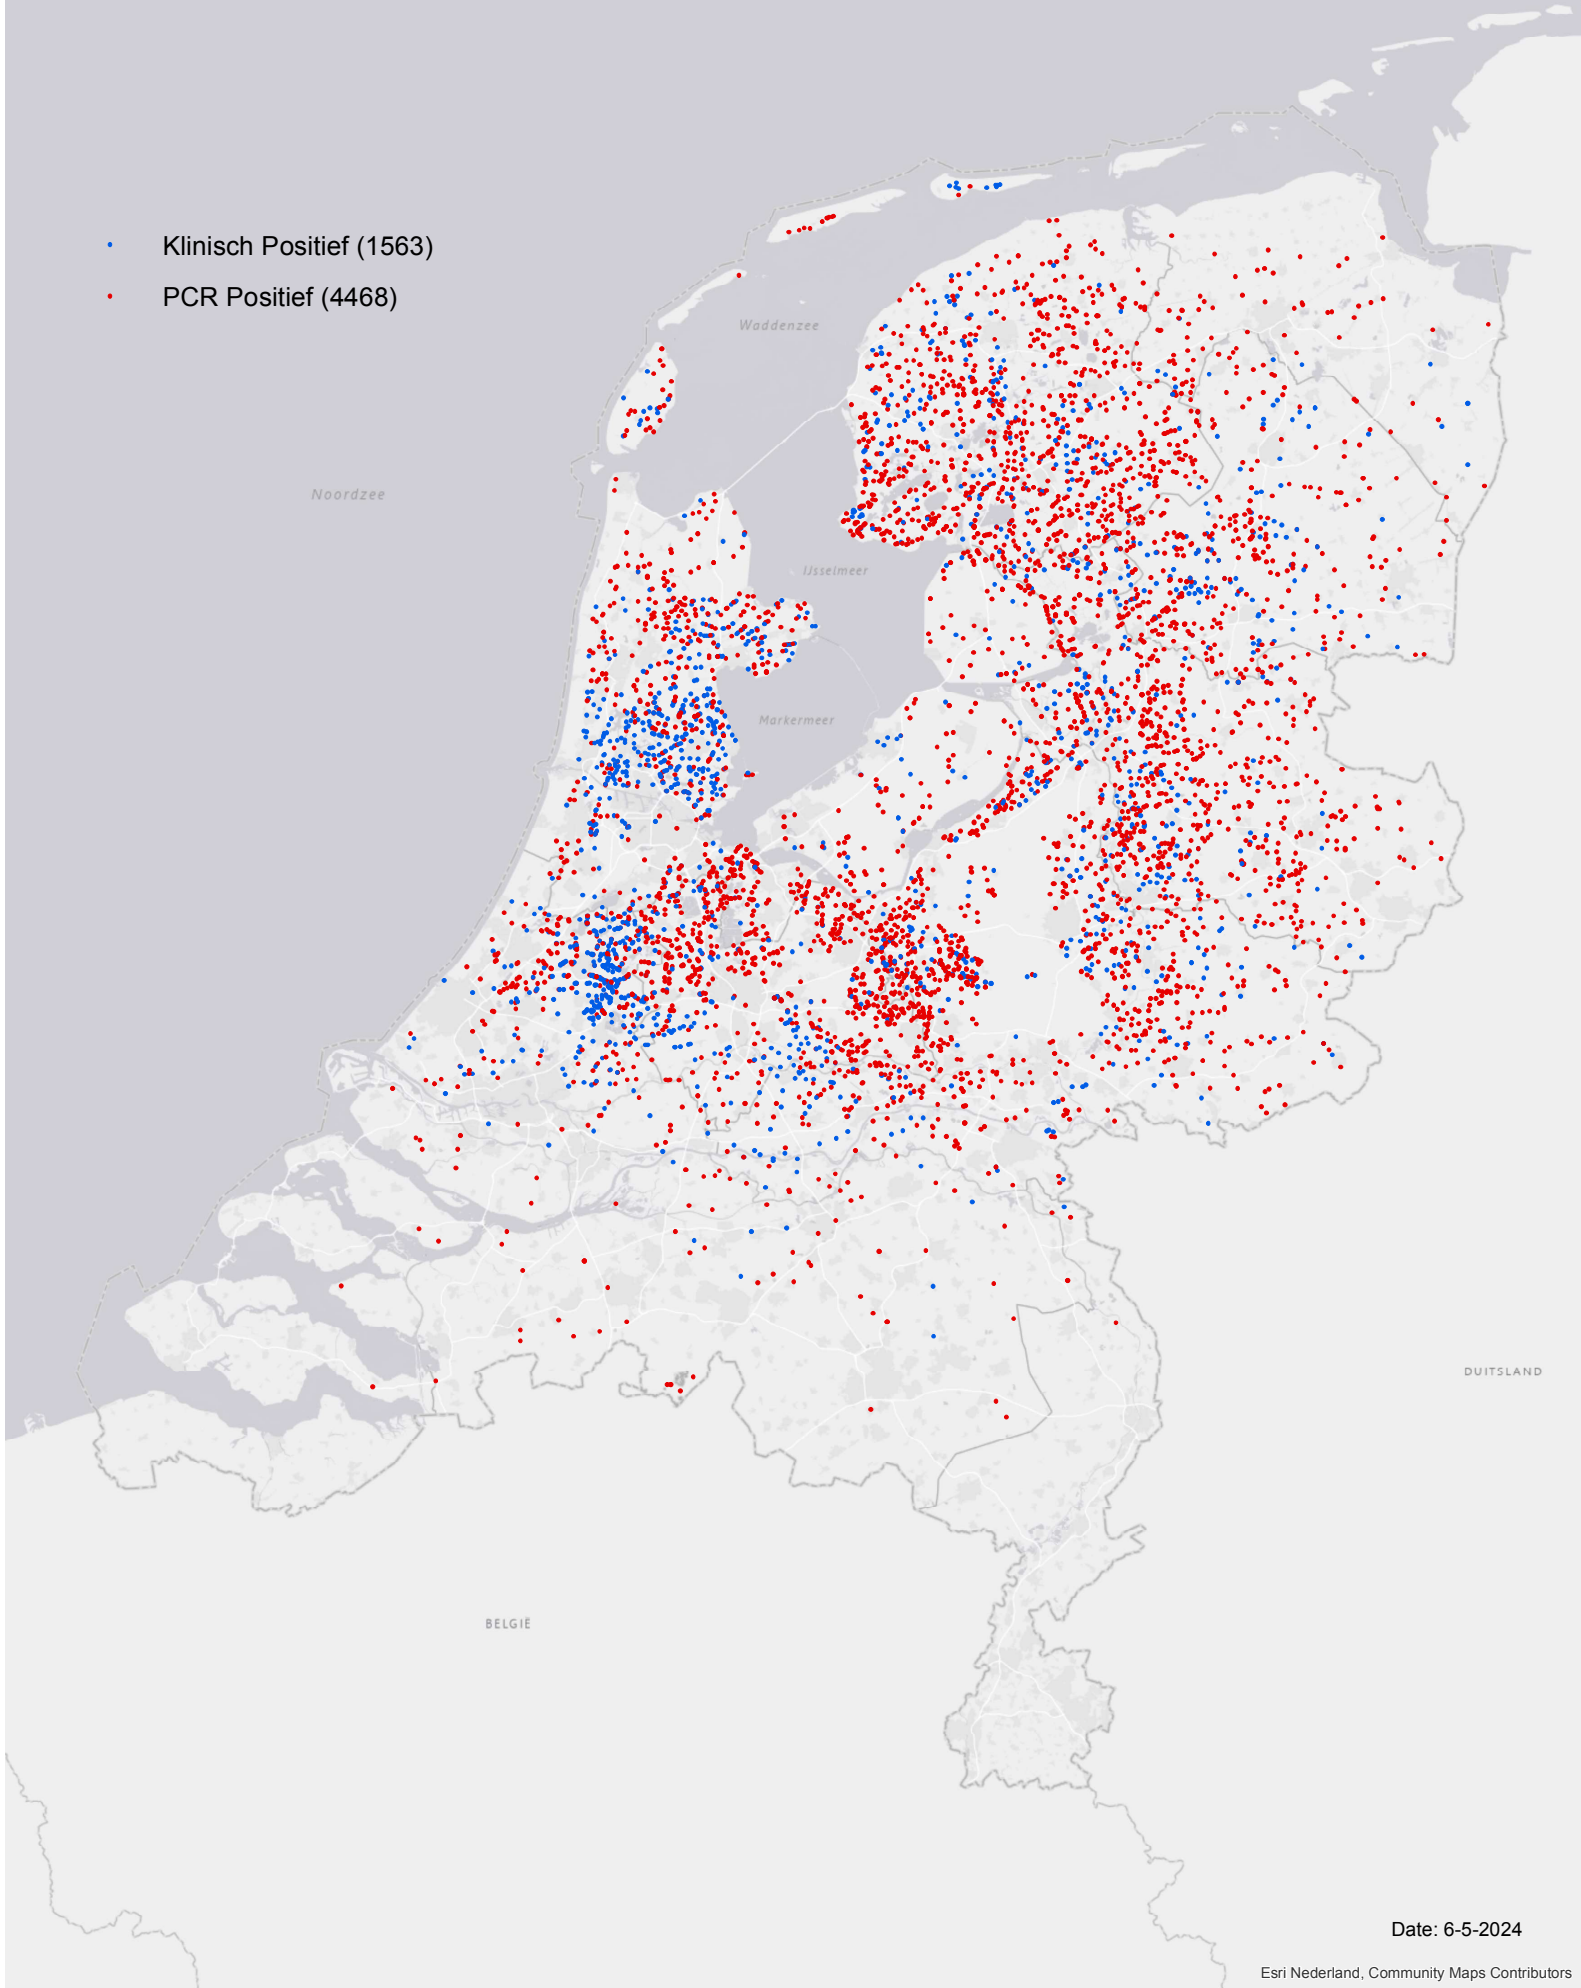 Klinisch Positief (1563)
PCR Positief (4468)
Waddenzee
Noordzee
IJsselmeer
Markermeer
DUITSLAND
BELGIË
Date: 6-5-2024
Esri Nederland, Community Maps Contributors